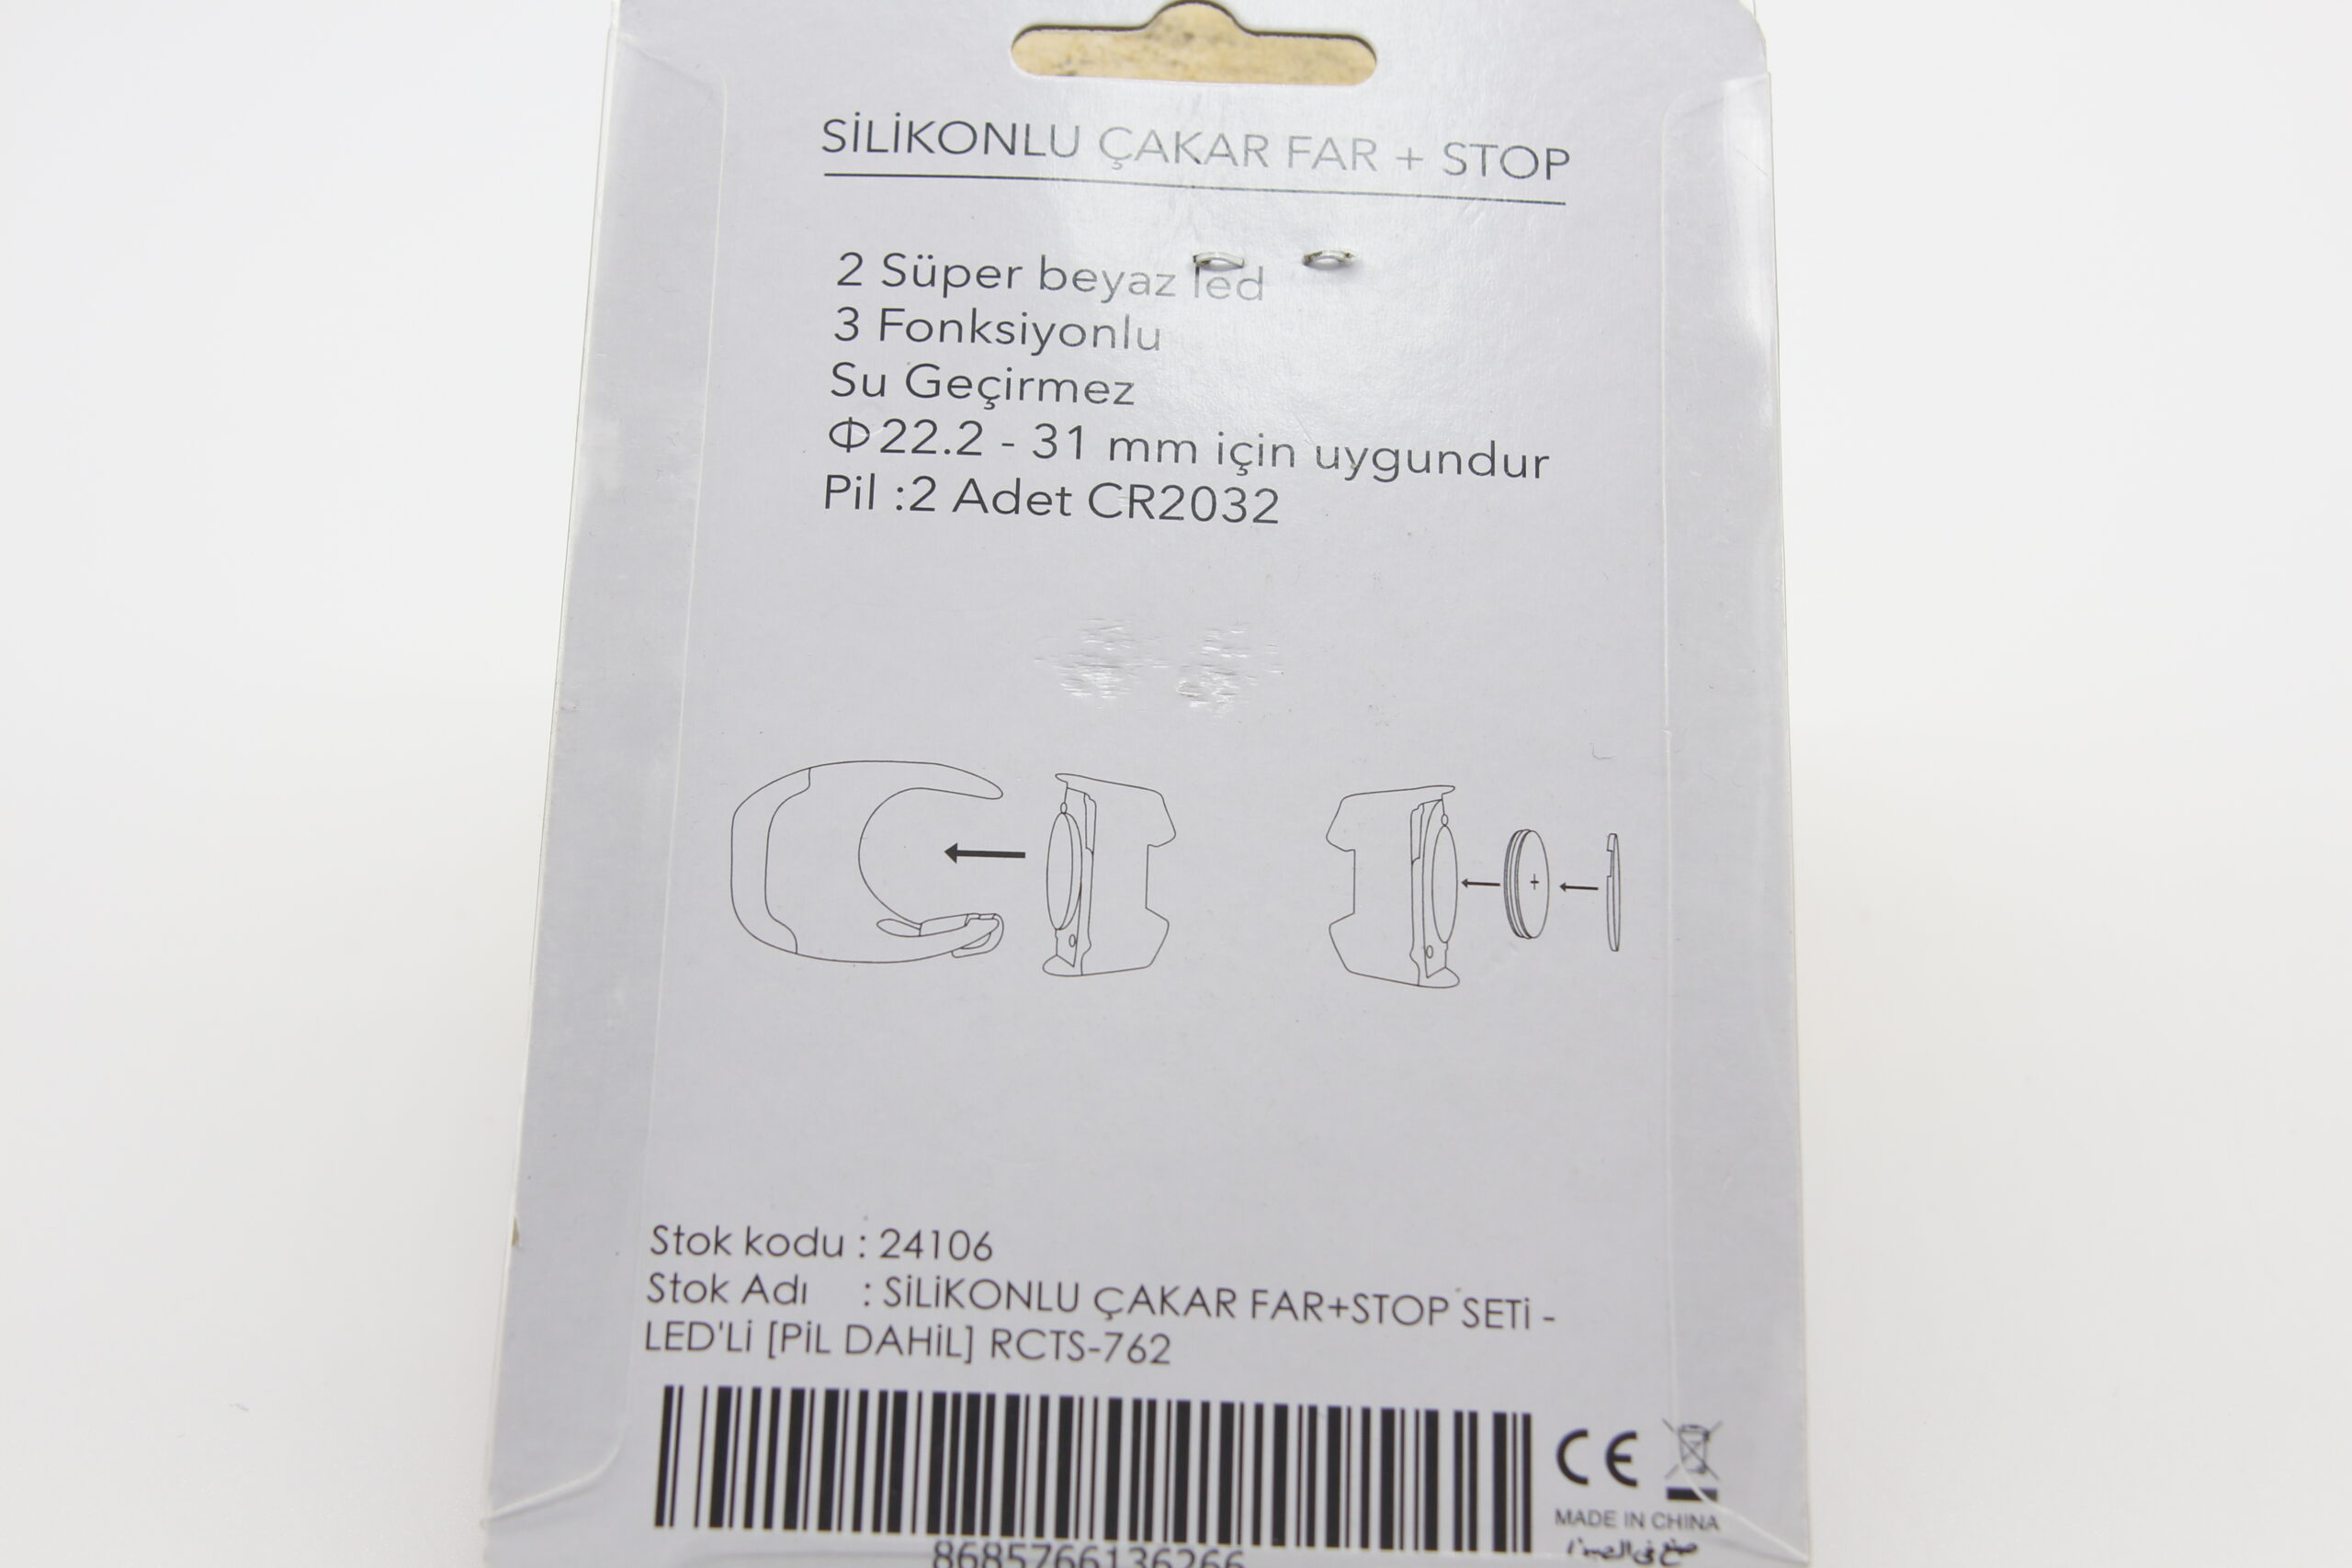 SİLİKONLU ÇAKAR FAR + STOP
2 Süper beyaz led
3 Fonksiyonlu
Su Geçirmez
Φ22.2 - 31 mm için uygundur
Pil :2 Adet CR2032
+
Stok kodu : 24106
Stok Adı : SİLİKONLU ÇAKAR FAR+STOP SETİ -
LED'Lİ [PİL DAHİL] RCTS-762
CE
MADE IN CHINA
8685766136266